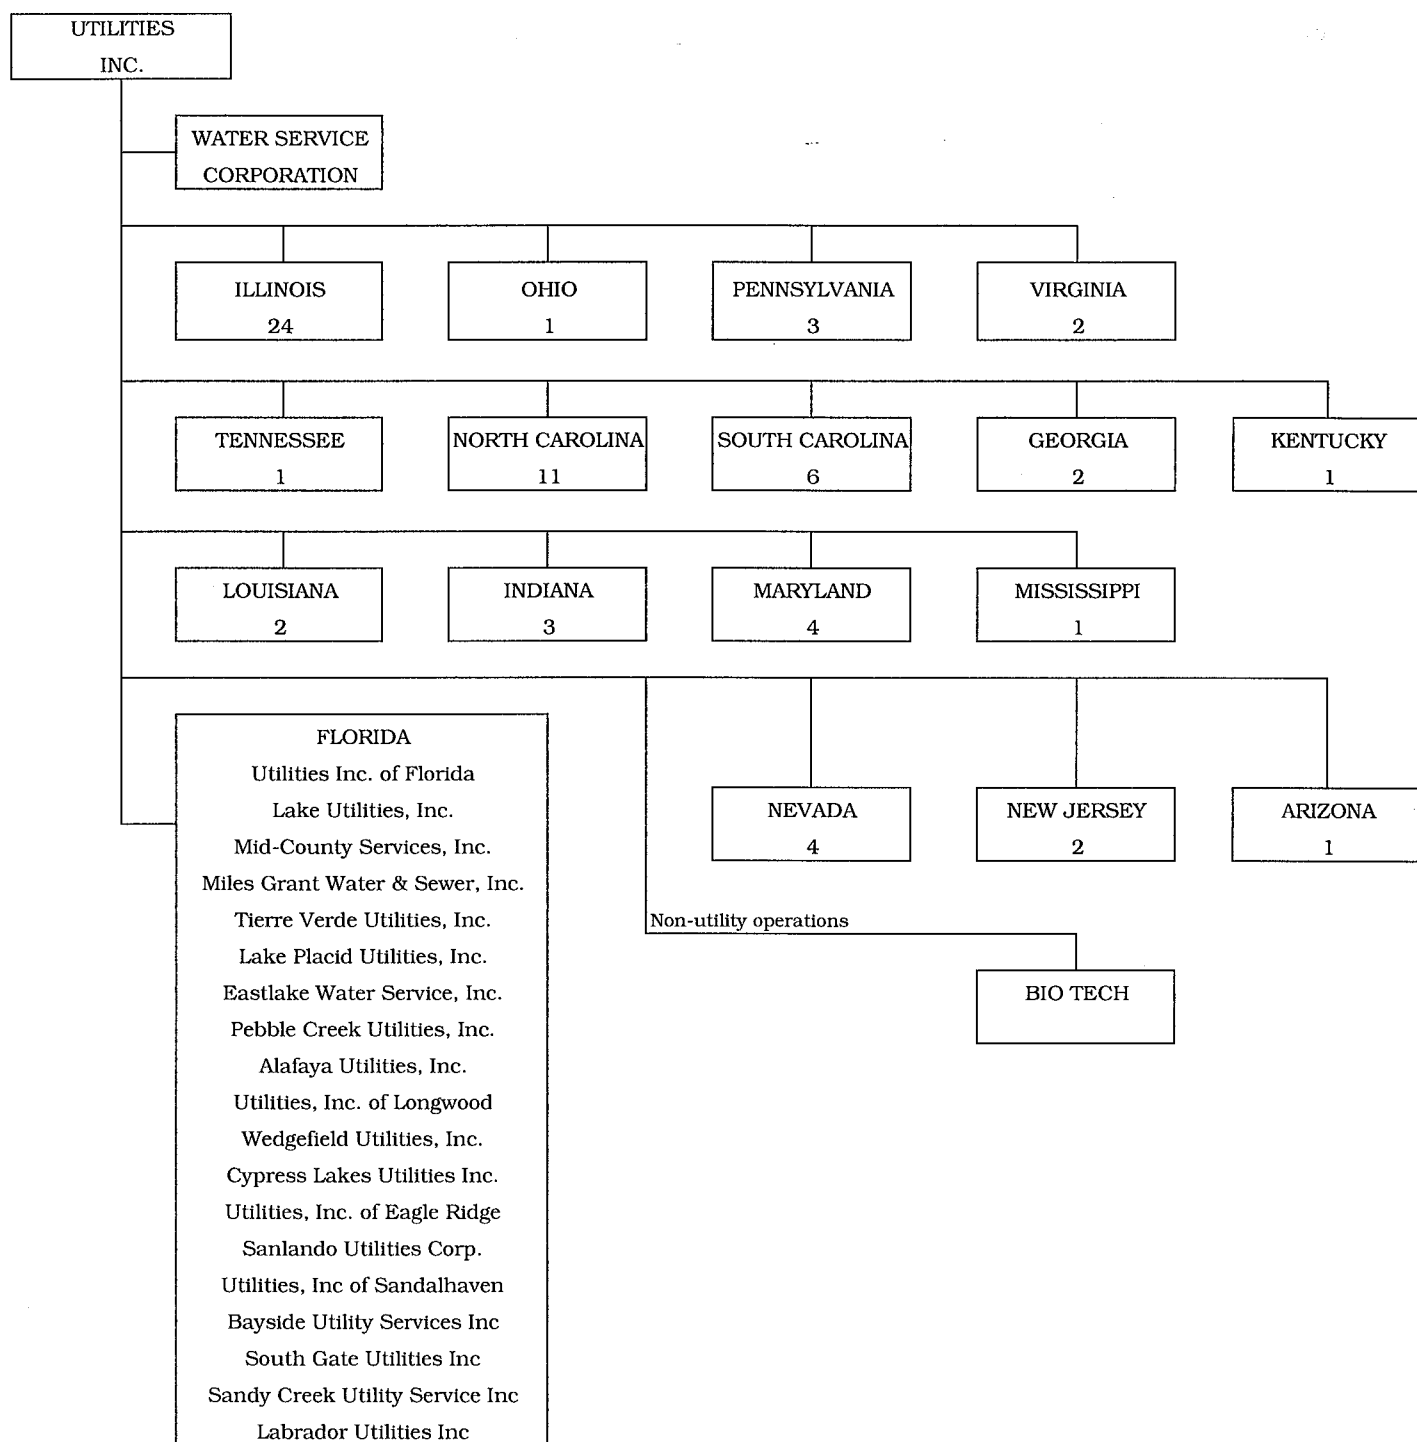 UTILITIES
INC.
WATER SERVICE
CORPORATION
ILLINOIS
24
OHIO
1
PENNSYLVANIA
3
VIRGINIA
2
TENNESSEE
1
NORTH CAROLINA
11
SOUTH CAROLINA
6
GEORGIA
2
KENTUCKY
1
LOUISIANA
2
INDIANA
3
MARYLAND
4
MISSISSIPPI
1
FLORIDA
Utilities Inc. of Florida
Lake Utilities, Inc.
Mid-County Services, Inc.
Miles Grant Water & Sewer, Inc.
Tierre Verde Utilities, Inc.
Lake Placid Utilities, Inc.
Eastlake Water Service, Inc.
Pebble Creek Utilities, Inc.
Alafaya Utilities, Inc.
Utilities, Inc. of Longwood
Wedgefield Utilities, Inc.
Cypress Lakes Utilities Inc.
Utilities, Inc. of Eagle Ridge
Sanlando Utilities Corp.
Utilities, Inc of Sandalhaven
Bayside Utility Services Inc
South Gate Utilities Inc
Sandy Creek Utility Service Inc
Labrador Utilities Inc
NEVADA
4
NEW JERSEY
2
ARIZONA
1
Non-utility operations
BIO TECH